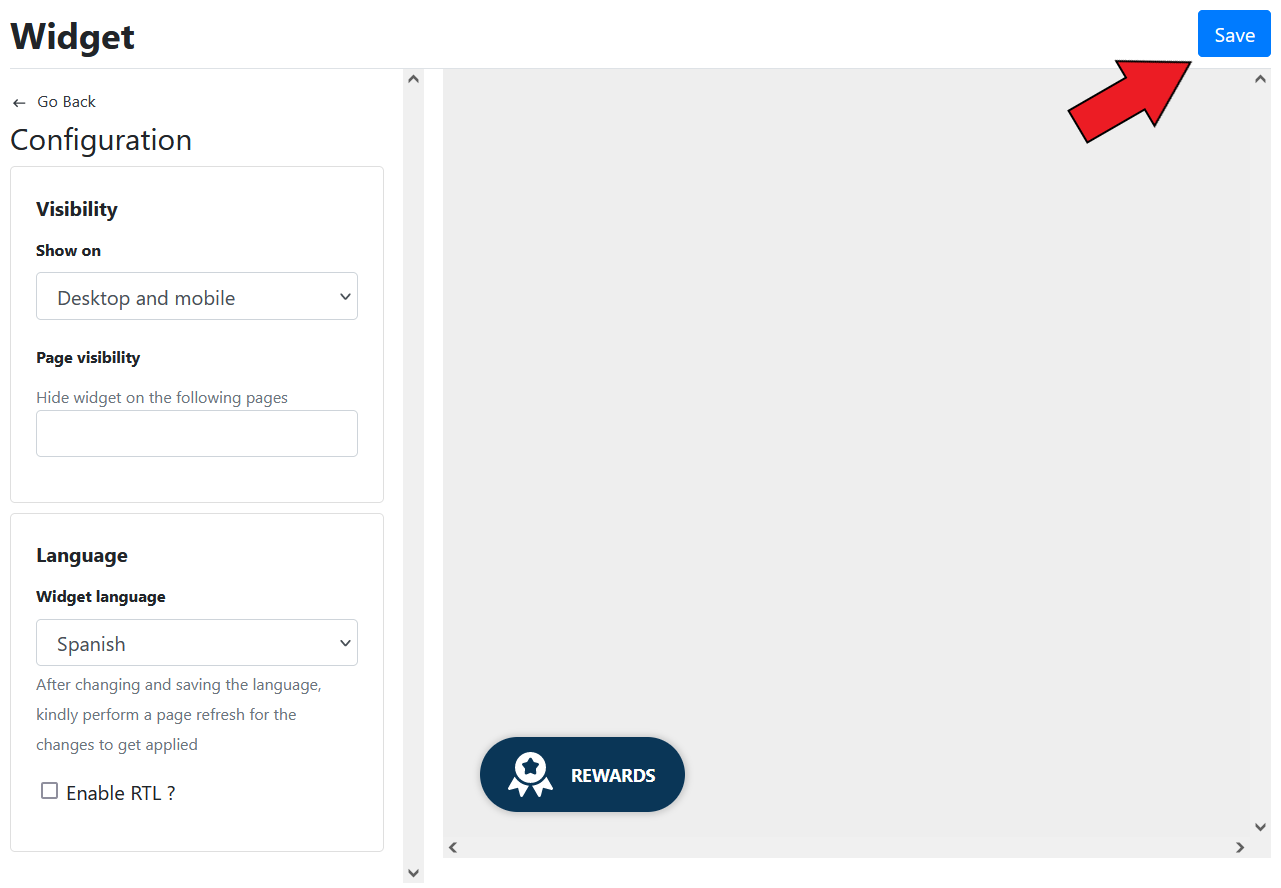 Widget
Save
Go Back
Configuration
Visibility
Show on
Desktop and mobile
Page visibility
Hide widget on the following pages
Language
Widget language
Spanish
After changing and saving the language,
kindly perform a page refresh for the
changes to get applied
Enable RTL ?
REWARDS